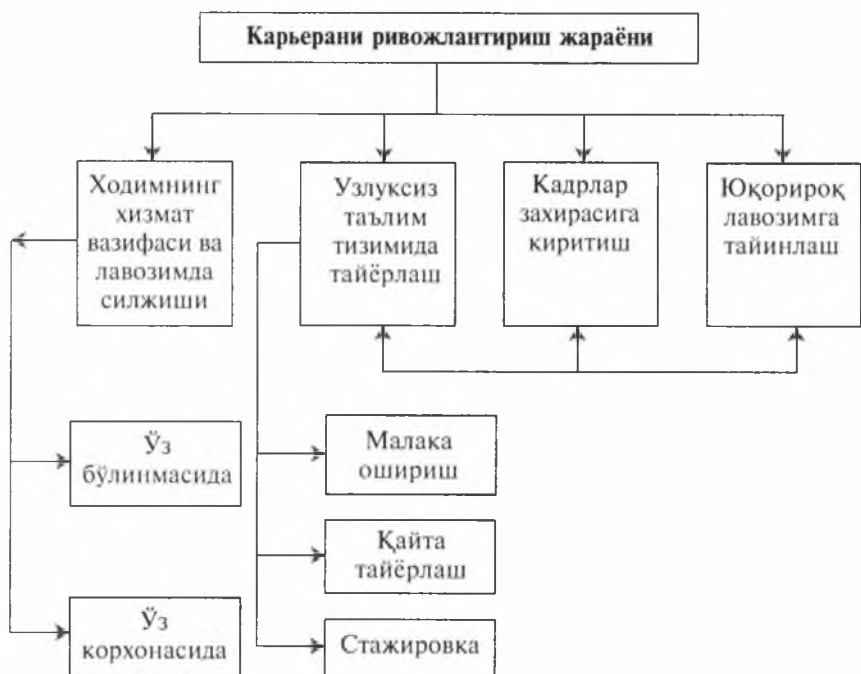 Карьерани ривожлантириш жараёни
Ходимнинг
хизмат
вазифаси ва
лавозимда
силжиши
Узлуксиз
таълим
тизимида
тайёрлаш
Кадрлар
захирасига
киритиш
Юқорироқ
лавозимга
тайинлаш
Ўз
бўлинмасида
Ўз
корхонасида
Малака
ошириш
Қайта
тайёрлаш
Стажировка